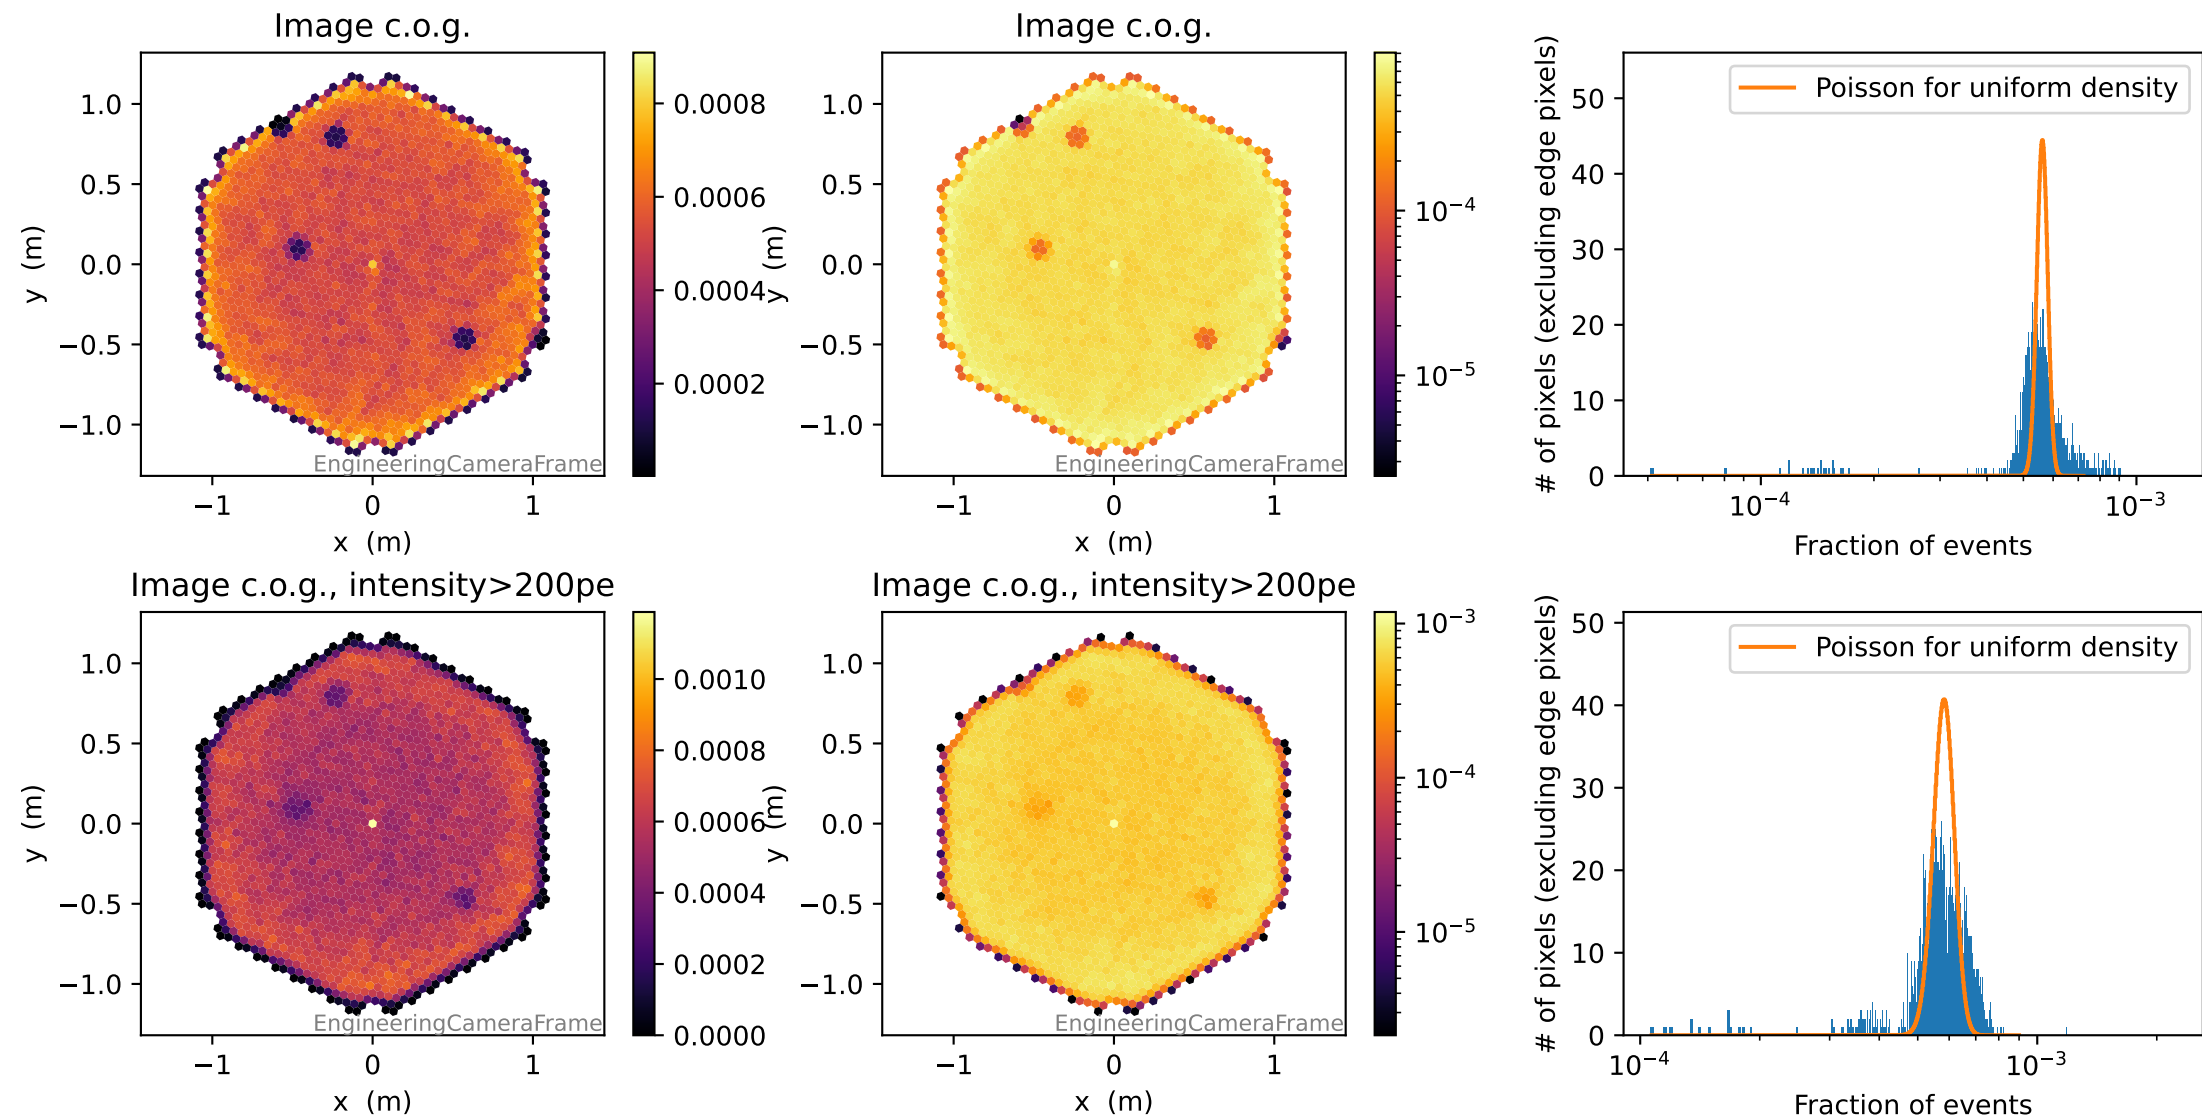 Image c.o.g.
1.0
0.5
0.0
−0.5
−1.0
y (m)
−1
0
1
x (m)
EngineeringCameraFrame
0.0008
0.0006
0.0004
0.0002
Image c.o.g.
1.0
0.5
0.0
−0.5
−1.0
y (m)
−1
0
1
x (m)
EngineeringCameraFrame
10⁻⁴
10⁻⁵
Poisson for uniform density
50
40
30
20
10
0
# of pixels (excluding edge pixels)
10⁻⁴
10⁻³
Fraction of events
Image c.o.g., intensity>200pe
1.0
0.5
0.0
−0.5
−1.0
y (m)
−1
0
1
x (m)
EngineeringCameraFrame
0.0010
0.0008
0.0006
0.0004
0.0002
0.0000
Image c.o.g., intensity>200pe
1.0
0.5
0.0
−0.5
−1.0
y (m)
−1
0
1
x (m)
EngineeringCameraFrame
10⁻³
10⁻⁴
10⁻⁵
Poisson for uniform density
50
40
30
20
10
0
# of pixels (excluding edge pixels)
10⁻⁴
10⁻³
Fraction of events